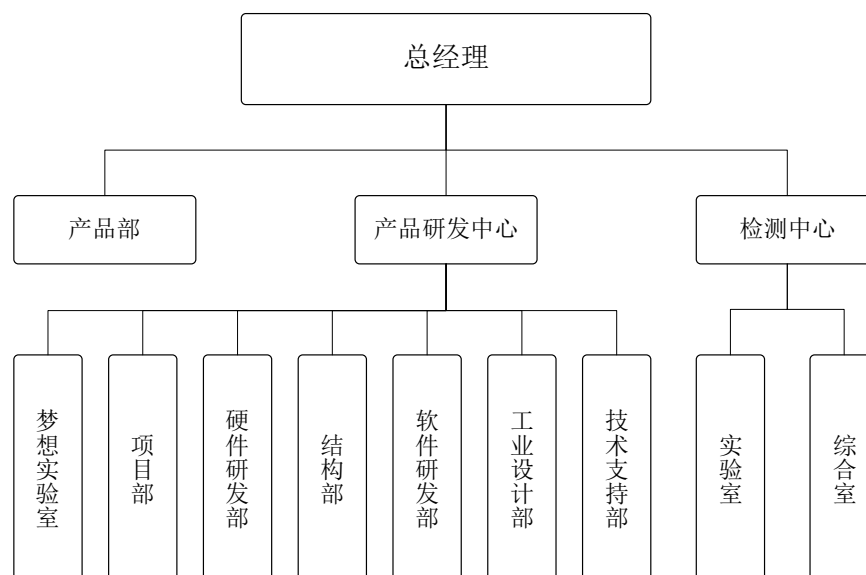 总经理
产品部
产品研发中心
检测中心
梦想实验室
项目部
硬件研发部
结构部
软件研发部
工业设计部
技术支持部
实验室
综合室